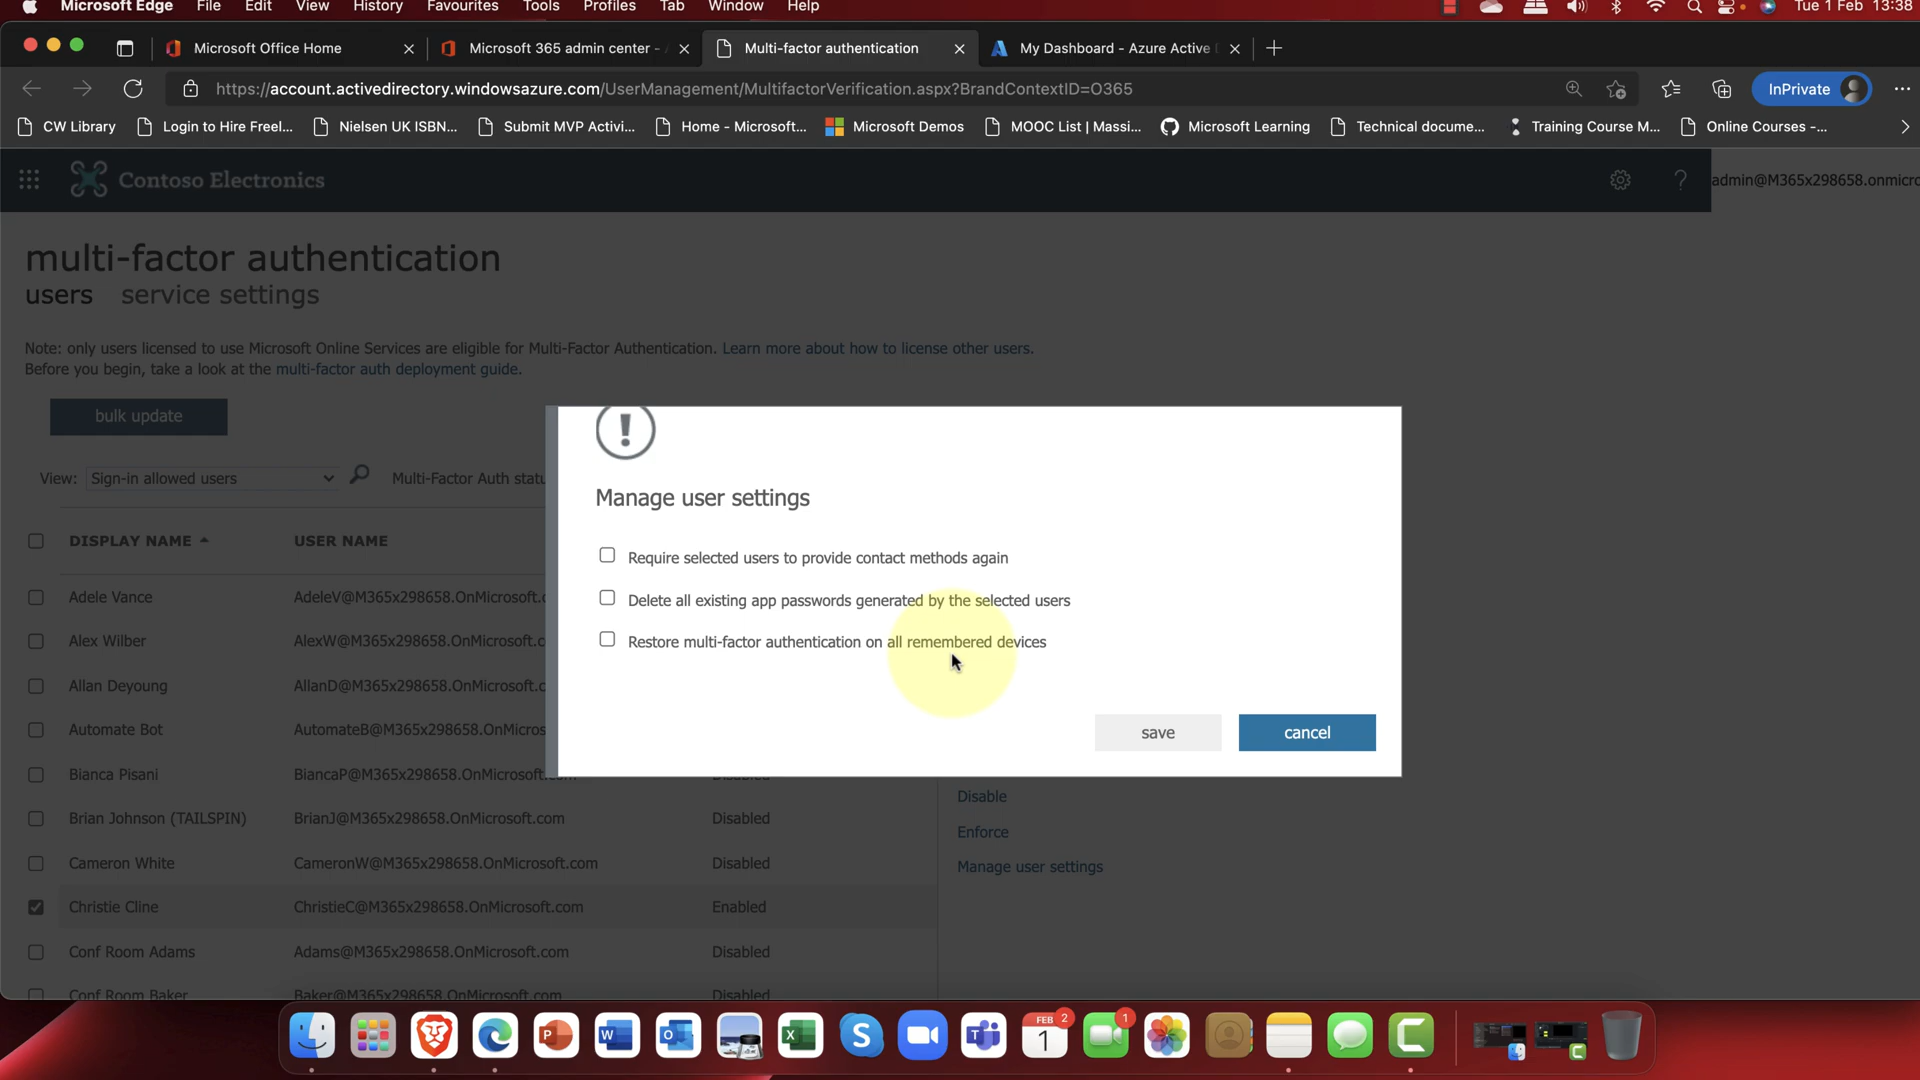 Microsoft Edge File Edit View History Favourites Tools Profiles Tab Window Help Tue 1 Feb 13:38
Microsoft Office Home Microsoft 365 admin center - Multi-factor authentication My Dashboard - Azure Active
https://account.activedirectory.windowsazure.com/UserManagement/MultifactorVerification.aspx?BrandContextID=O365 InPrivate
CW Library Login to Hire Freel... Nielsen UK ISBN... Submit MVP Activi... Home - Microsoft... Microsoft Demos MOOC List | Massi... Microsoft Learning Technical docume... Training Course M... Online Courses -...
Contoso Electronics ? admin@M365x298658.onmicro
multi-factor authentication
users service settings
Note: only users licensed to use Microsoft Online Services are eligible for Multi-Factor Authentication. Learn more about how to license other users.
Before you begin, take a look at the multi-factor auth deployment guide.
bulk update
View: Sign-in allowed users Multi-Factor Auth statu
Manage user settings
Require selected users to provide contact methods again
Delete all existing app passwords generated by the selected users
Restore multi-factor authentication on all remembered devices
save cancel
DISPLAY NAME USER NAME
Adele Vance AdeleV@M365x298658.OnMicrosoft.c
Alex Wilber AlexW@M365x298658.OnMicrosoft.co
Allan Deyoung AllanD@M365x298658.OnMicrosoft.c
Automate Bot AutomateB@M365x298658.OnMicros
Bianca Pisani BiancaP@M365x298658.OnMicrosoft.com Disabled
Brian Johnson (TAILSPIN) BrianJ@M365x298658.OnMicrosoft.com Disabled
Cameron White CameronW@M365x298658.OnMicrosoft.com Disabled
Christie Cline ChristieC@M365x298658.OnMicrosoft.com Enabled
Conf Room Adams Adams@M365x298658.OnMicrosoft.com Disabled
Conf Room Baker Baker@M365x298658.OnMicrosoft.com Disabled
Disable
Enforce
Manage user settings
FEB 2
1
1